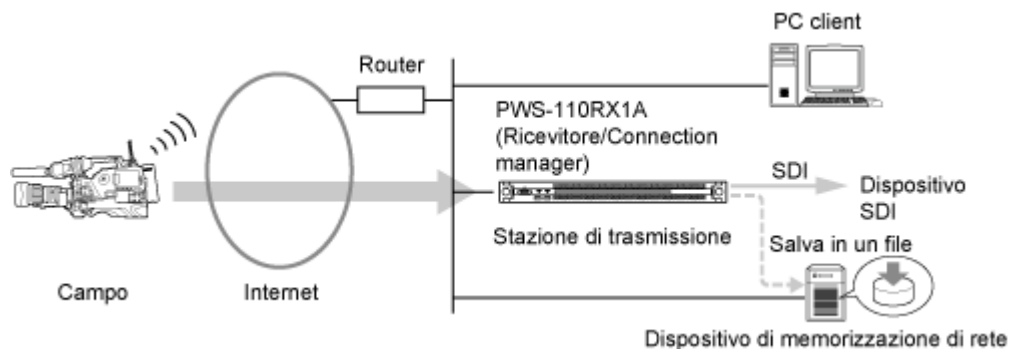 PC client
Router
PWS-110RX1A
(Ricevitore/Connection
manager)
SDI
Dispositivo
SDI
Stazione di trasmissione
Salva in un file
Campo
Internet
Dispositivo di memorizzazione di rete